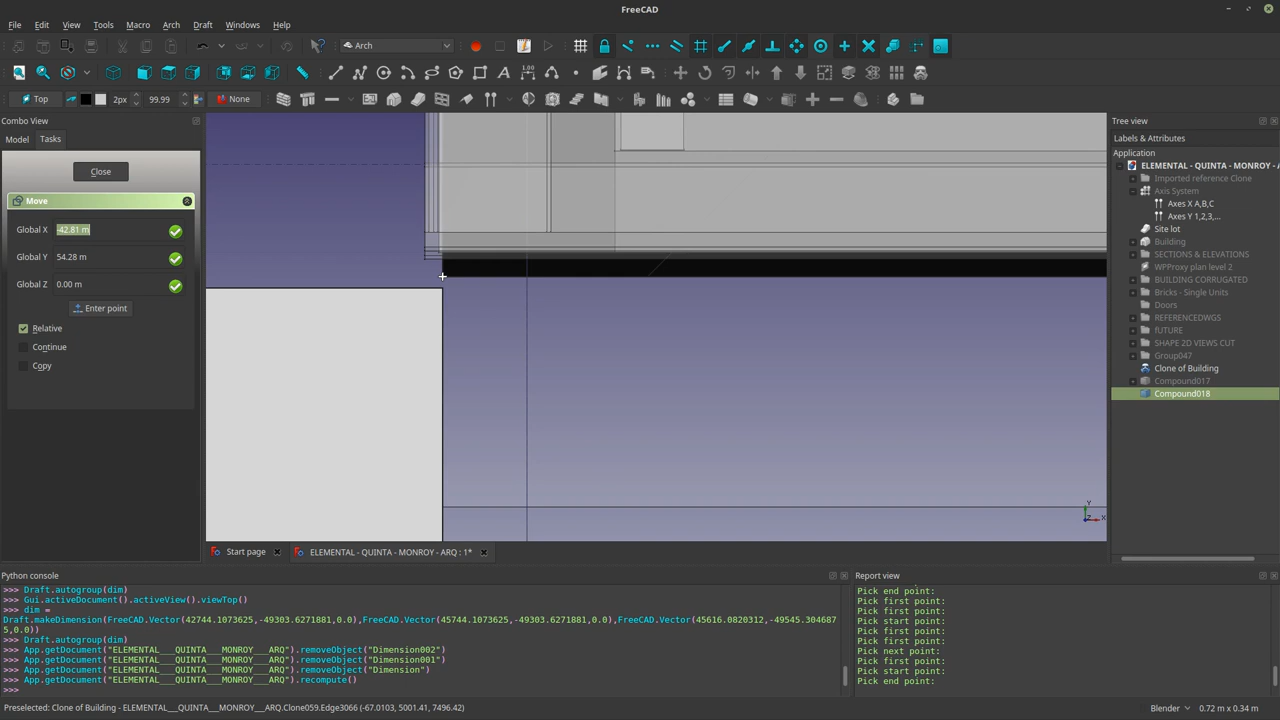 FreeCAD
File Edit View Tools Macro Arch Draft Windows Help
Arch
Top 2px 99.99 None
Combo View
Model Tasks
Close
Move
Global X -42.81 m
Global Y 54.28 m
Global Z 0.00 m
Enter point
Relative
Continue
Copy
Y
Z X
Start page ELEMENTAL - QUINTA - MONROY - ARQ : 1*
Tree view
Labels & Attributes
Application
ELEMENTAL - QUINTA - MONROY - A
Imported reference Clone
Axis System
Axes X A,B,C
Axes Y 1,2,3,...
Site lot
Building
SECTIONS & ELEVATIONS
WPProxy plan level 2
BUILDING CORRUGATED
Bricks - Single Units
Doors
REFERENCEDWGS
fUTURE
SHAPE 2D VIEWS CUT
Group047
Clone of Building
Compound017
Compound018
Python console
>>> Draft.autogroup(dim)
>>> Gui.activeDocument().activeView().viewTop()
>>> dim =
Draft.makeDimension(FreeCAD.Vector(42744.1073625,-49303.6271881,0.0),FreeCAD.Vector(45744.1073625,-49303.6271881,0.0),FreeCAD.Vector(45616.0820312,-49545.304687
5,0.0))
>>> Draft.autogroup(dim)
>>> App.getDocument("ELEMENTAL___QUINTA___MONROY___ARQ").removeObject("Dimension002")
>>> App.getDocument("ELEMENTAL___QUINTA___MONROY___ARQ").removeObject("Dimension001")
>>> App.getDocument("ELEMENTAL___QUINTA___MONROY___ARQ").removeObject("Dimension")
>>> App.getDocument("ELEMENTAL___QUINTA___MONROY___ARQ").recompute()
>>>
Report view
Pick end point:
Pick first point:
Pick first point:
Pick start point:
Pick first point:
Pick first point:
Pick next point:
Pick first point:
Pick start point:
Pick end point:
Preselected: Clone of Building - ELEMENTAL___QUINTA___MONROY___ARQ.Clone059.Edge3066 (-67.0103, 5001.41, 7496.42)
Blender 0.72 m x 0.34 m